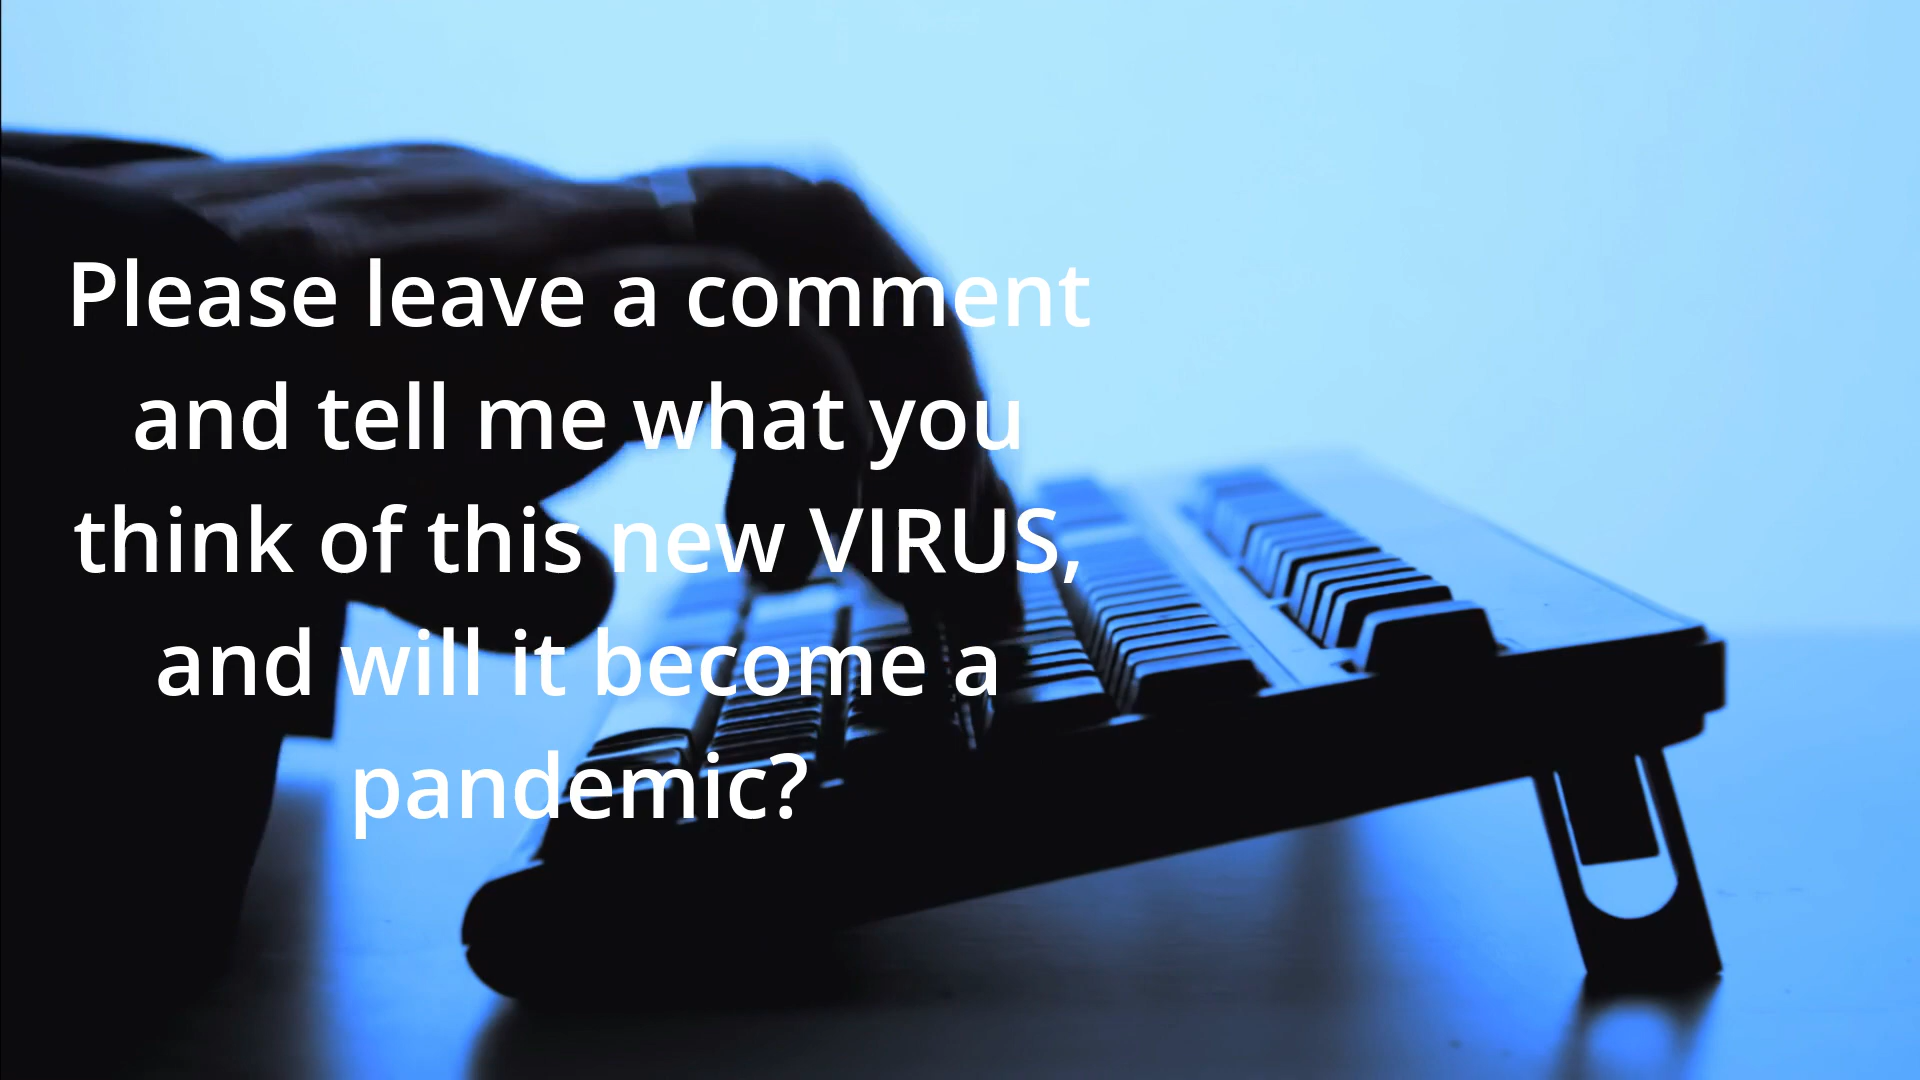 Please leave a comment
and tell me what you
think of this new VIRUS,
and will it become a
pandemic?